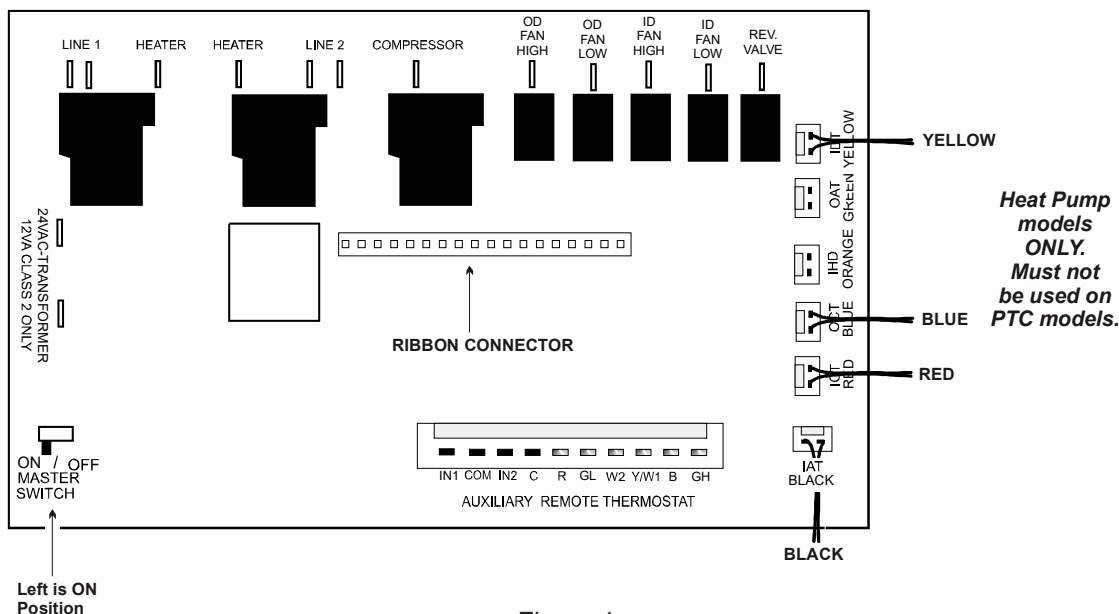 OD
FAN
HIGH
OD
FAN
LOW
ID
FAN
HIGH
ID
FAN
LOW
REV.
VALVE
LINE 1
HEATER
HEATER
LINE 2
COMPRESSOR
IDT
YELLOW
YELLOW
OAT
GREEN
IHD
ORANGE
OCT
BLUE
BLUE
ICT
RED
RED
Heat Pump
models
ONLY.
Must not
be used on
PTC models.
24VAC-TRANSFORMER
12VA CLASS 2 ONLY
RIBBON CONNECTOR
ON / OFF
MASTER
SWITCH
IN1 COM IN2 C R GL W2 Y/W1 B GH
AUXILIARY REMOTE THERMOSTAT
IAT
BLACK
BLACK
Left is ON
Position